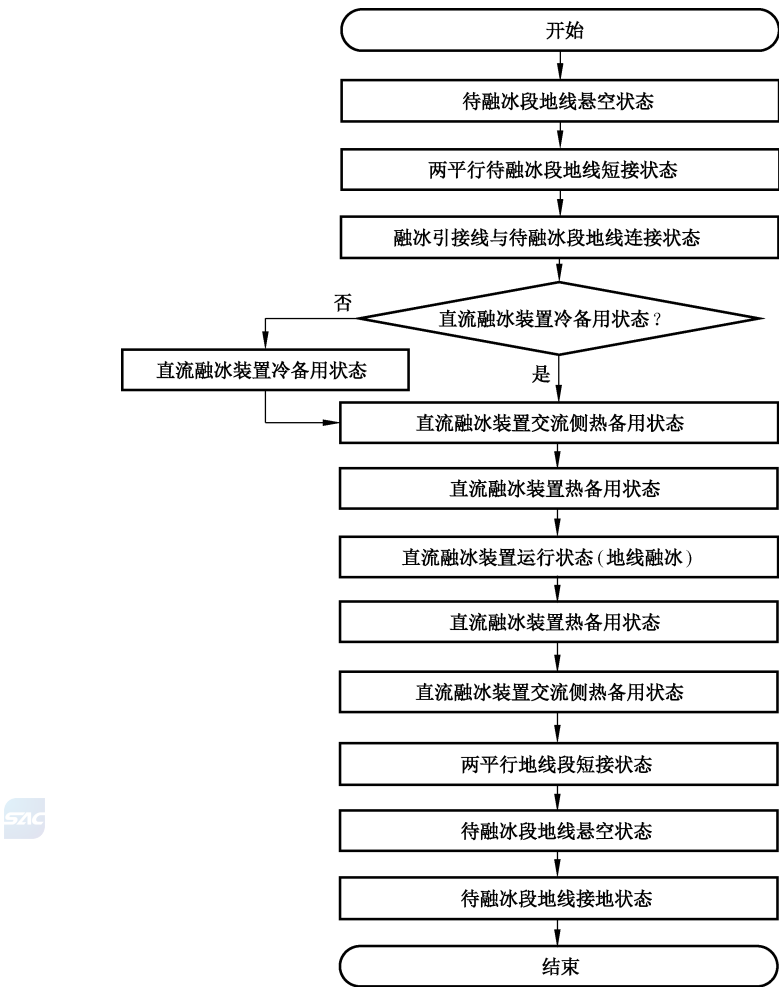 开始
待融冰段地线悬空状态
两平行待融冰段地线短接状态
融冰引接线与待融冰段地线连接状态
否
直流融冰装置冷备用状态?
直流融冰装置冷备用状态
是
直流融冰装置交流侧热备用状态
直流融冰装置热备用状态
直流融冰装置运行状态(地线融冰)
直流融冰装置热备用状态
直流融冰装置交流侧热备用状态
两平行地线段短接状态
待融冰段地线悬空状态
SZAC
待融冰段地线接地状态
结束